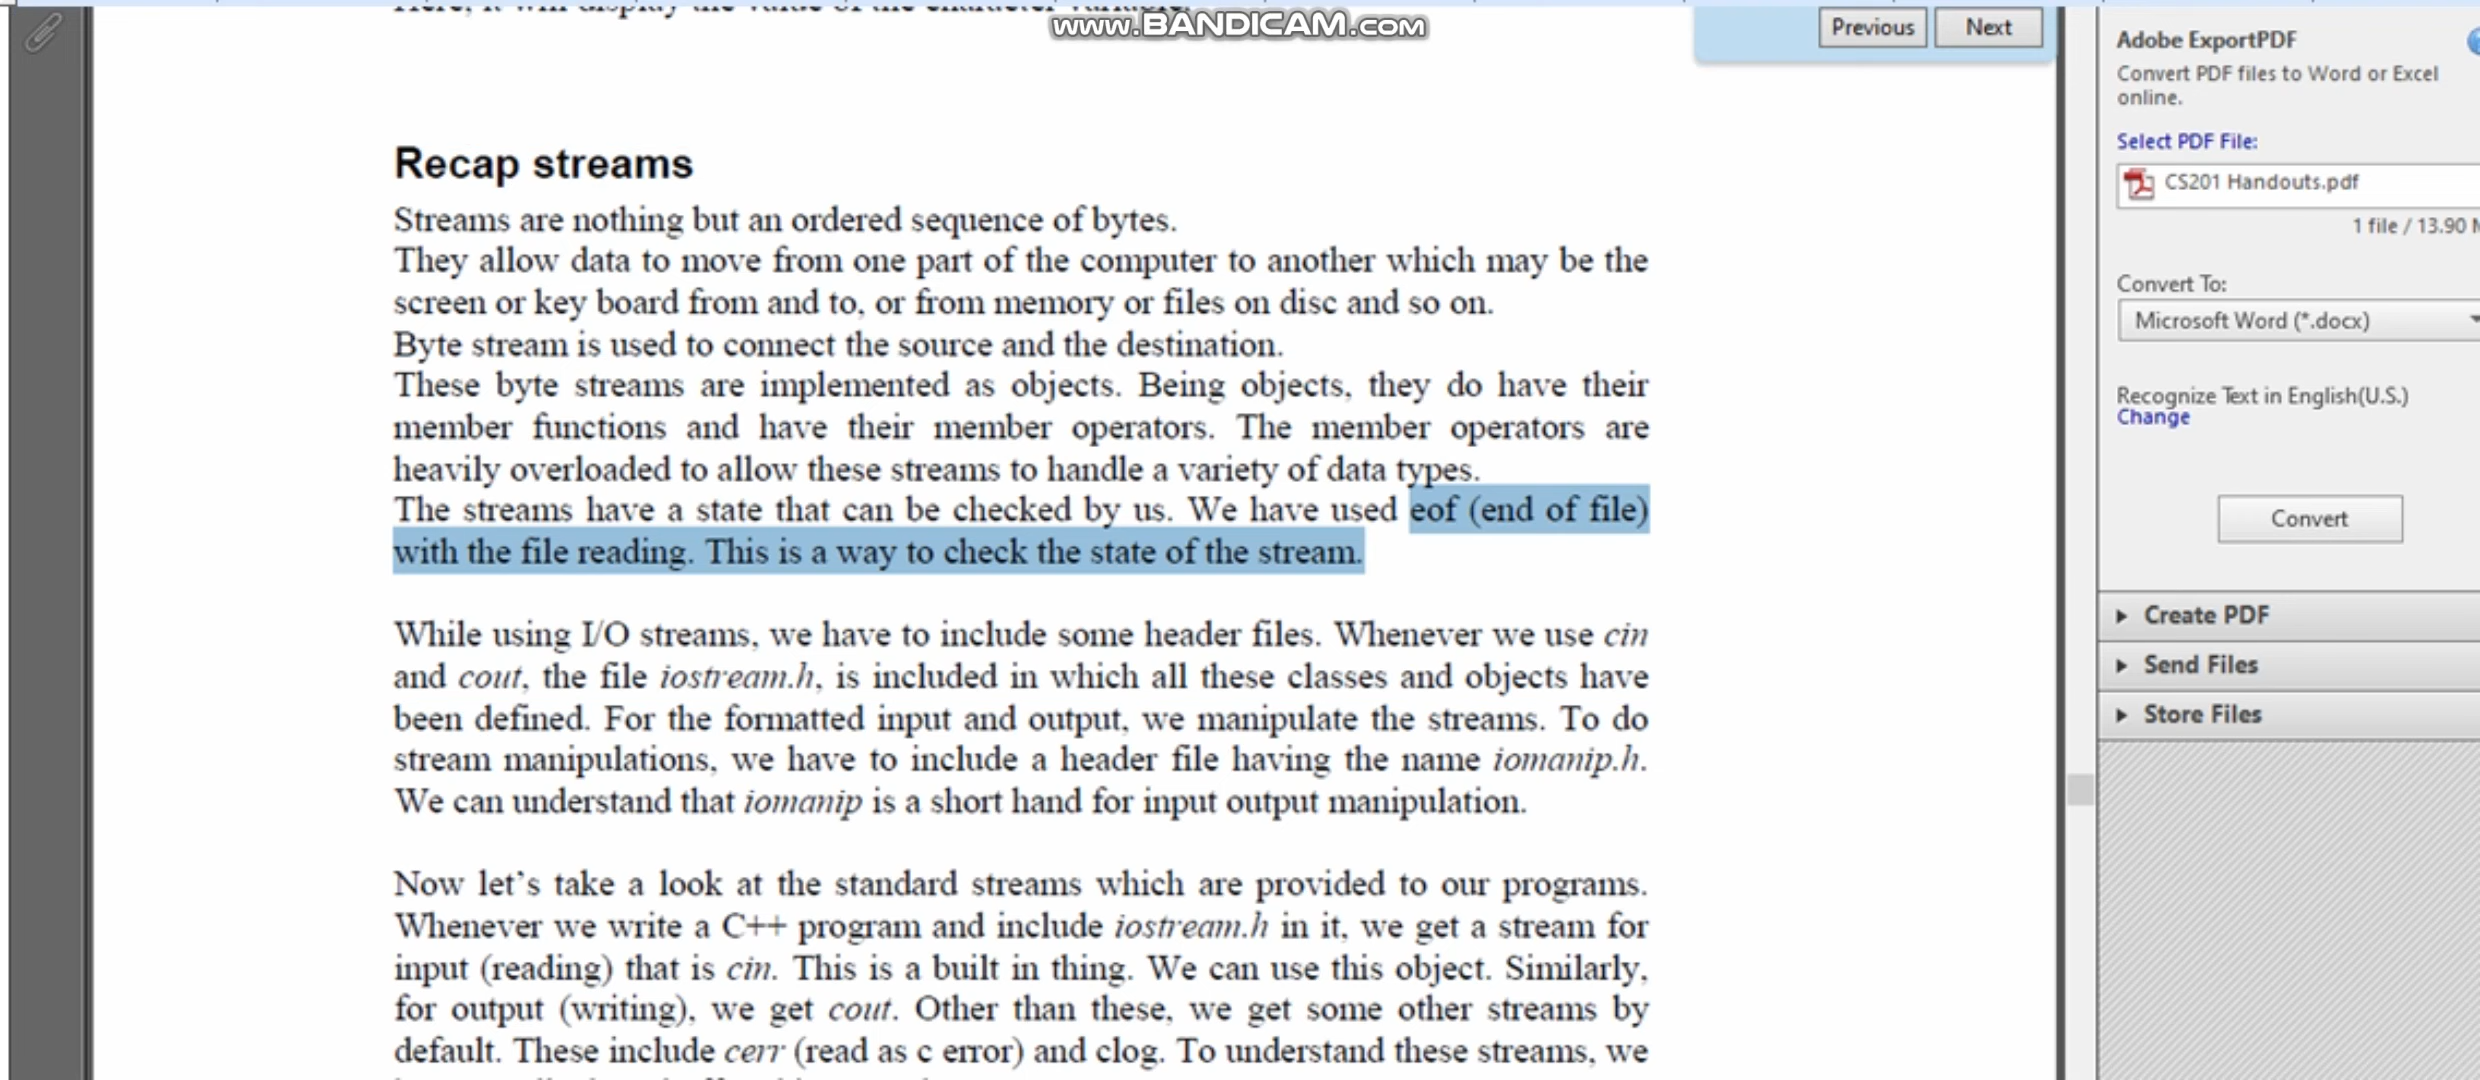 Here, it will display the value of the character variable.
www.BANDICAM.com
Previous Next
Recap streams
Streams are nothing but an ordered sequence of bytes.
They allow data to move from one part of the computer to another which may be the
screen or key board from and to, or from memory or files on disc and so on.
Byte stream is used to connect the source and the destination.
These byte streams are implemented as objects. Being objects, they do have their
member functions and have their member operators. The member operators are
heavily overloaded to allow these streams to handle a variety of data types.
The streams have a state that can be checked by us. We have used eof (end of file)
with the file reading. This is a way to check the state of the stream.
While using I/O streams, we have to include some header files. Whenever we use cin
and cout, the file iostream.h, is included in which all these classes and objects have
been defined. For the formatted input and output, we manipulate the streams. To do
stream manipulations, we have to include a header file having the name iomanip.h.
We can understand that iomanip is a short hand for input output manipulation.
Now let's take a look at the standard streams which are provided to our programs.
Whenever we write a C++ program and include iostream.h in it, we get a stream for
input (reading) that is cin. This is a built in thing. We can use this object. Similarly,
for output (writing), we get cout. Other than these, we get some other streams by
default. These include cerr (read as c error) and clog. To understand these streams, we
Adobe ExportPDF
Convert PDF files to Word or Excel
online.
Select PDF File:
CS201 Handouts.pdf
1 file / 13.90
Convert To:
Microsoft Word (*.docx)
Recognize Text in English(U.S.)
Change
Convert
Create PDF
Send Files
Store Files